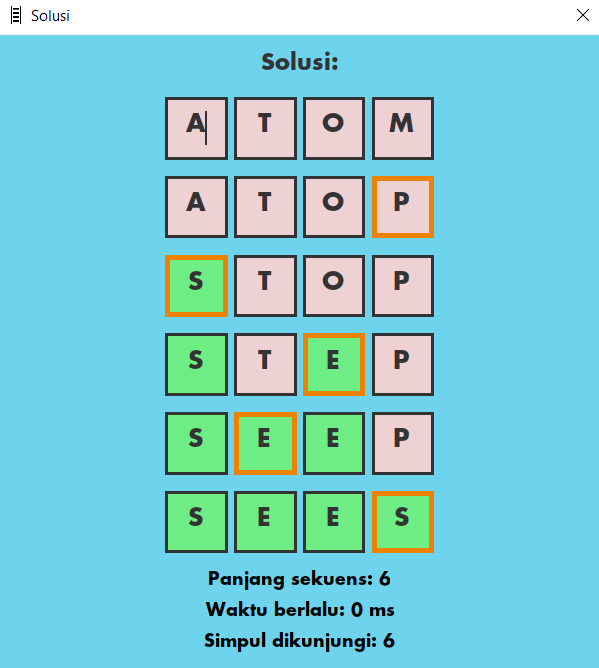 Solusi
Solusi:
A T O M
A T O P
S T O P
S T E P
S E E P
S E E S
Panjang sekuens: 6
Waktu berlalu: 0 ms
Simpul dikunjungi: 6